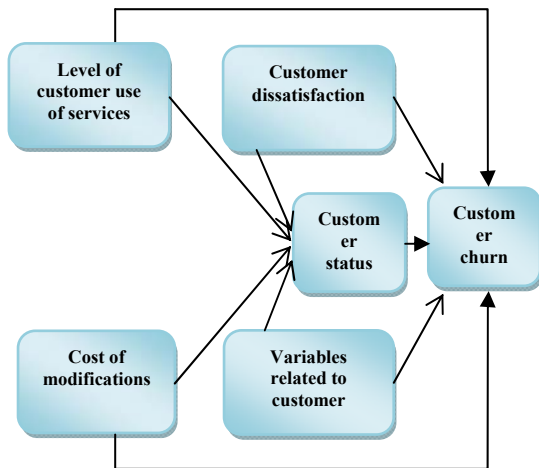 Level of
customer use
of services
Customer
dissatisfaction
Custom
er
status
Custom
er
churn
Cost of
modifications
Variables
related to
customer